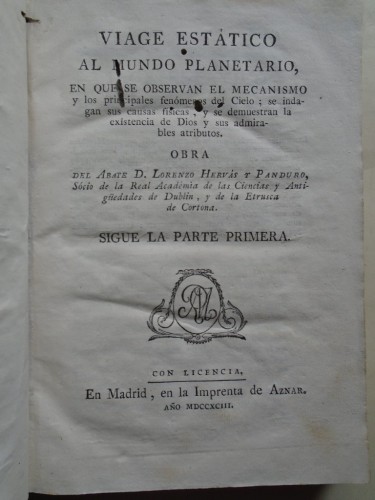 VIAGE ESTÁTICO
AL MUNDO PLANETARIO,
EN QUE SE OBSERVAN EL MECANISMO
y los principales fenómenos del Cielo; se inda-
gan sus causas físicas, y se demuestran la
existencia de Dios y sus admira-
bles atributos.
OBRA
DEL ABATE D. LORENZO HERVÁS Y PANDURO,
Sócio de la Real Académia de las Ciencias y Anti-
güedades de Dublin, y de la Etrusca
de Cortona.
SIGUE LA PARTE PRIMERA.
CON LICENCIA,
En Madrid, en la Imprenta de AZNAR.
AÑO MDCCXCIII.